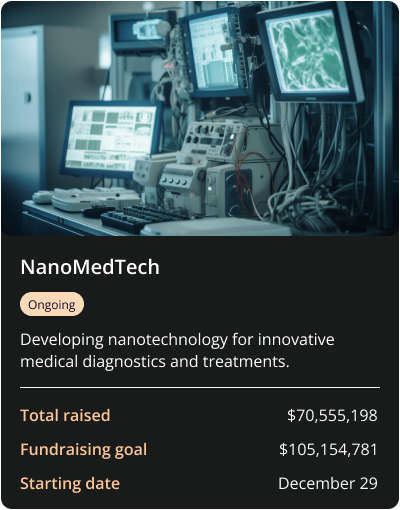 NanoMedTech
Ongoing
Developing nanotechnology for innovative
medical diagnostics and treatments.
Total raised $70,555,198
Fundraising goal $105,154,781
Starting date December 29